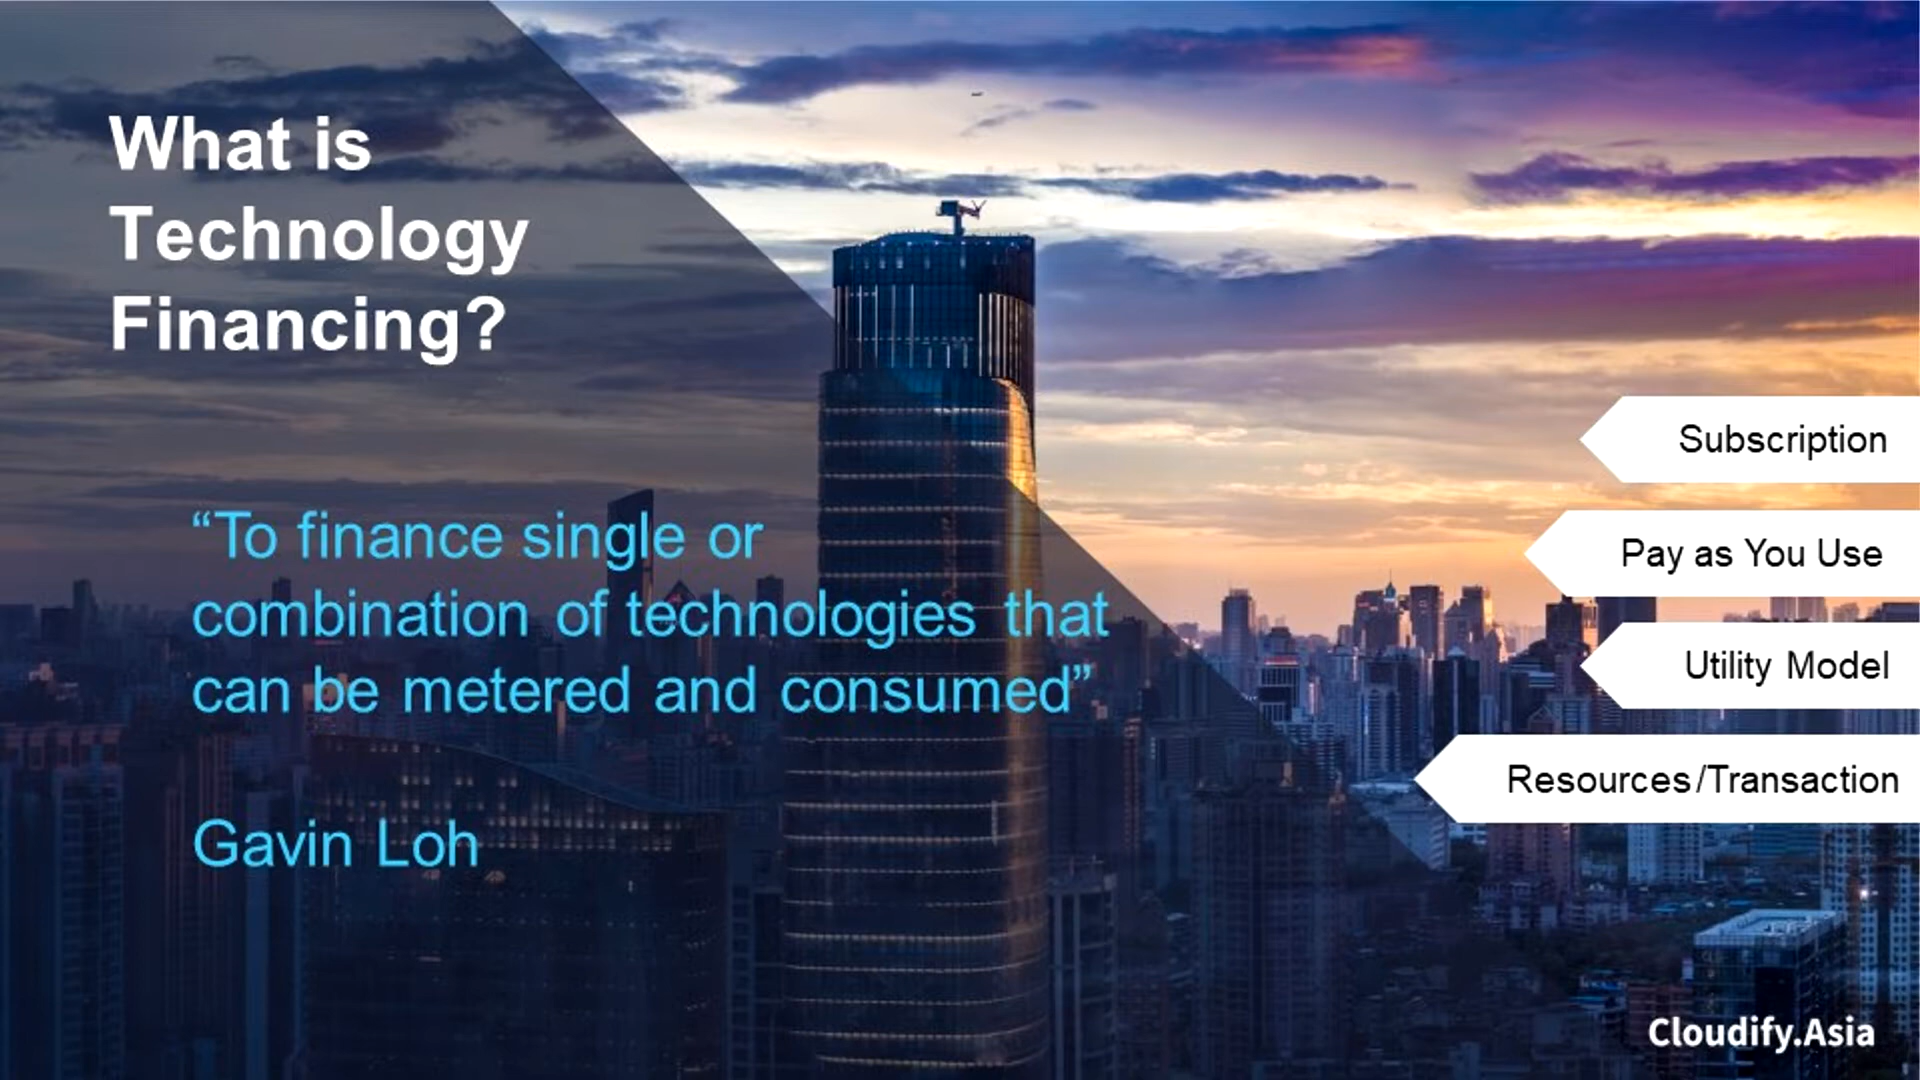 What is
Technology
Financing?
“To finance single or
combination of technologies that
can be metered and consumed”
Gavin Loh
Subscription
Pay as You Use
Utility Model
Resources/Transaction
Cloudify.Asia